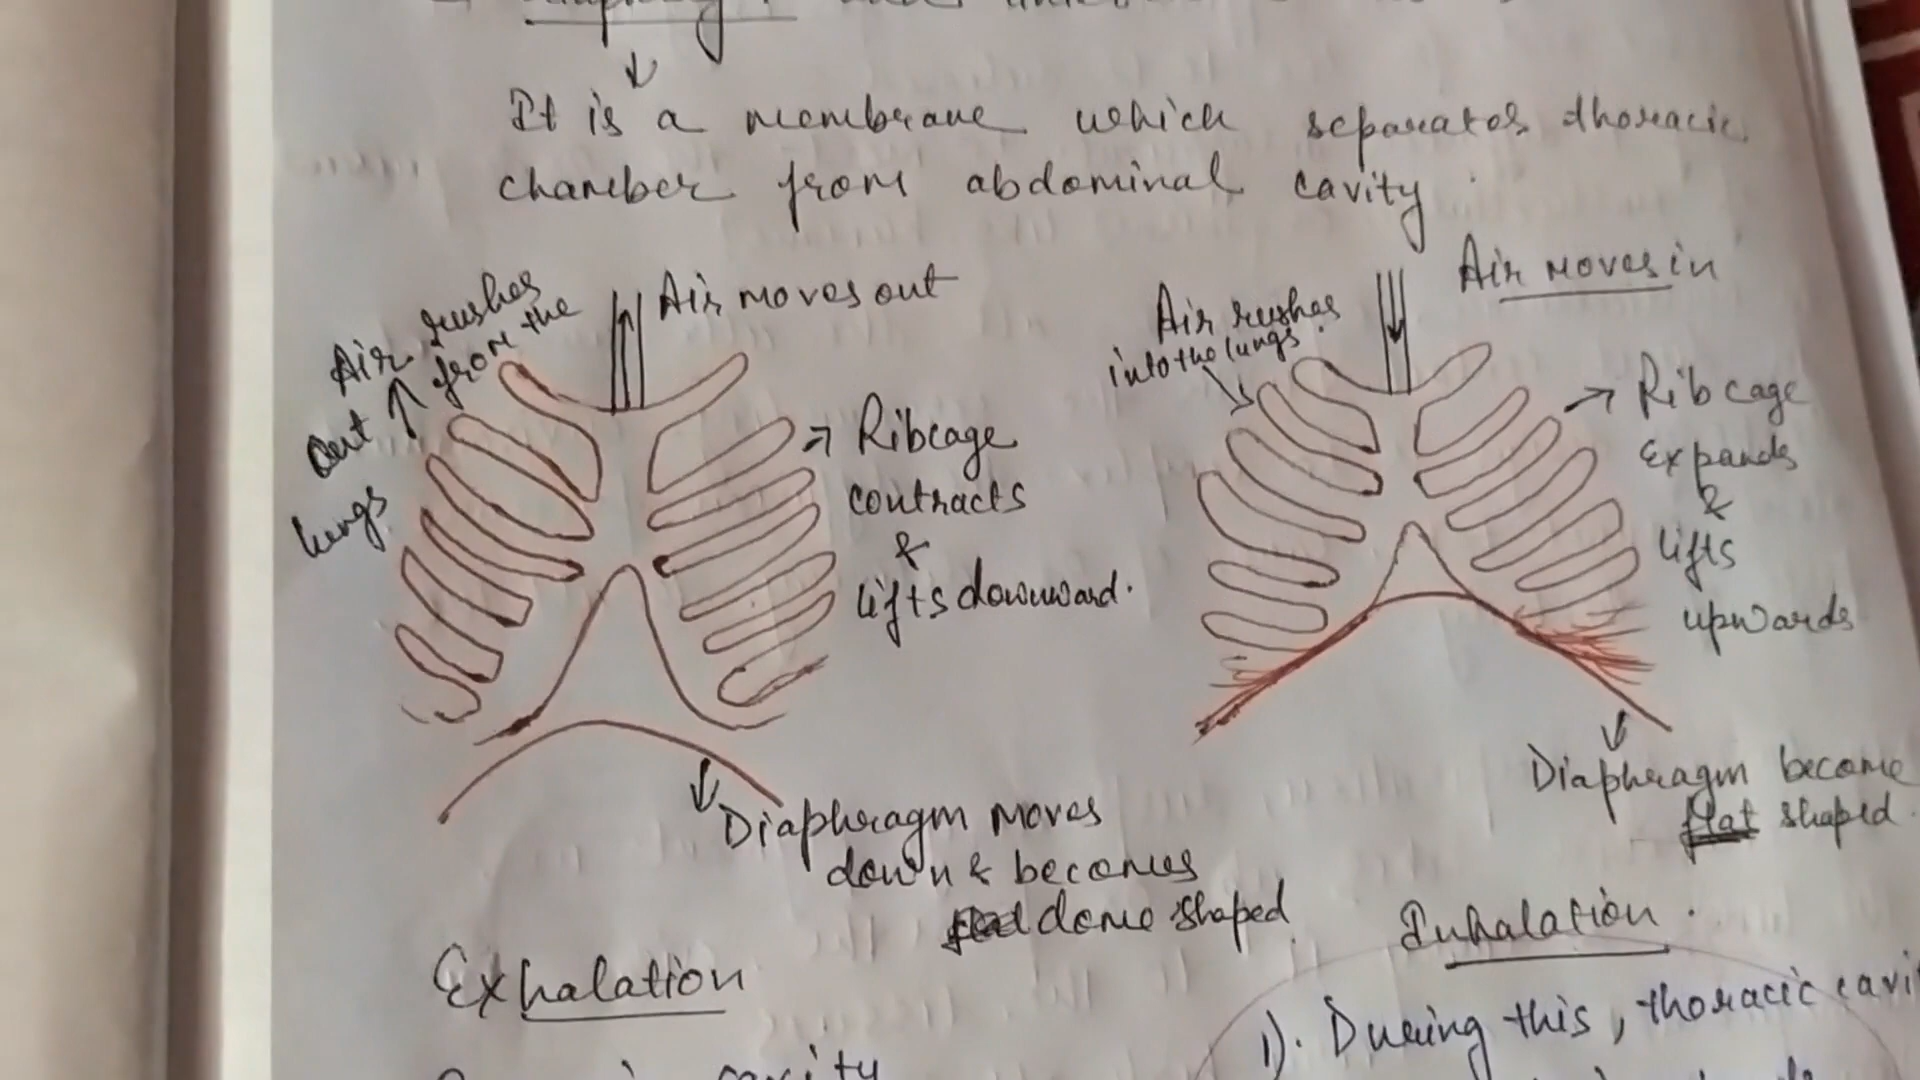 It is a membrane which separates thoracic
chamber from abdominal cavity
Air rushes
out ↑ from the
lungs
Air moves out
→ Ribcage
contracts
&
lifts downward.
Diaphragm moves
down & becomes
dome shaped
Exhalation
Air moves in
Air rushes
into the lungs
→ Rib cage
expands
&
lifts
upwards
Diaphragm become
flat shaped.
Inhalation.
1). During this, thoracic cavi
cavity